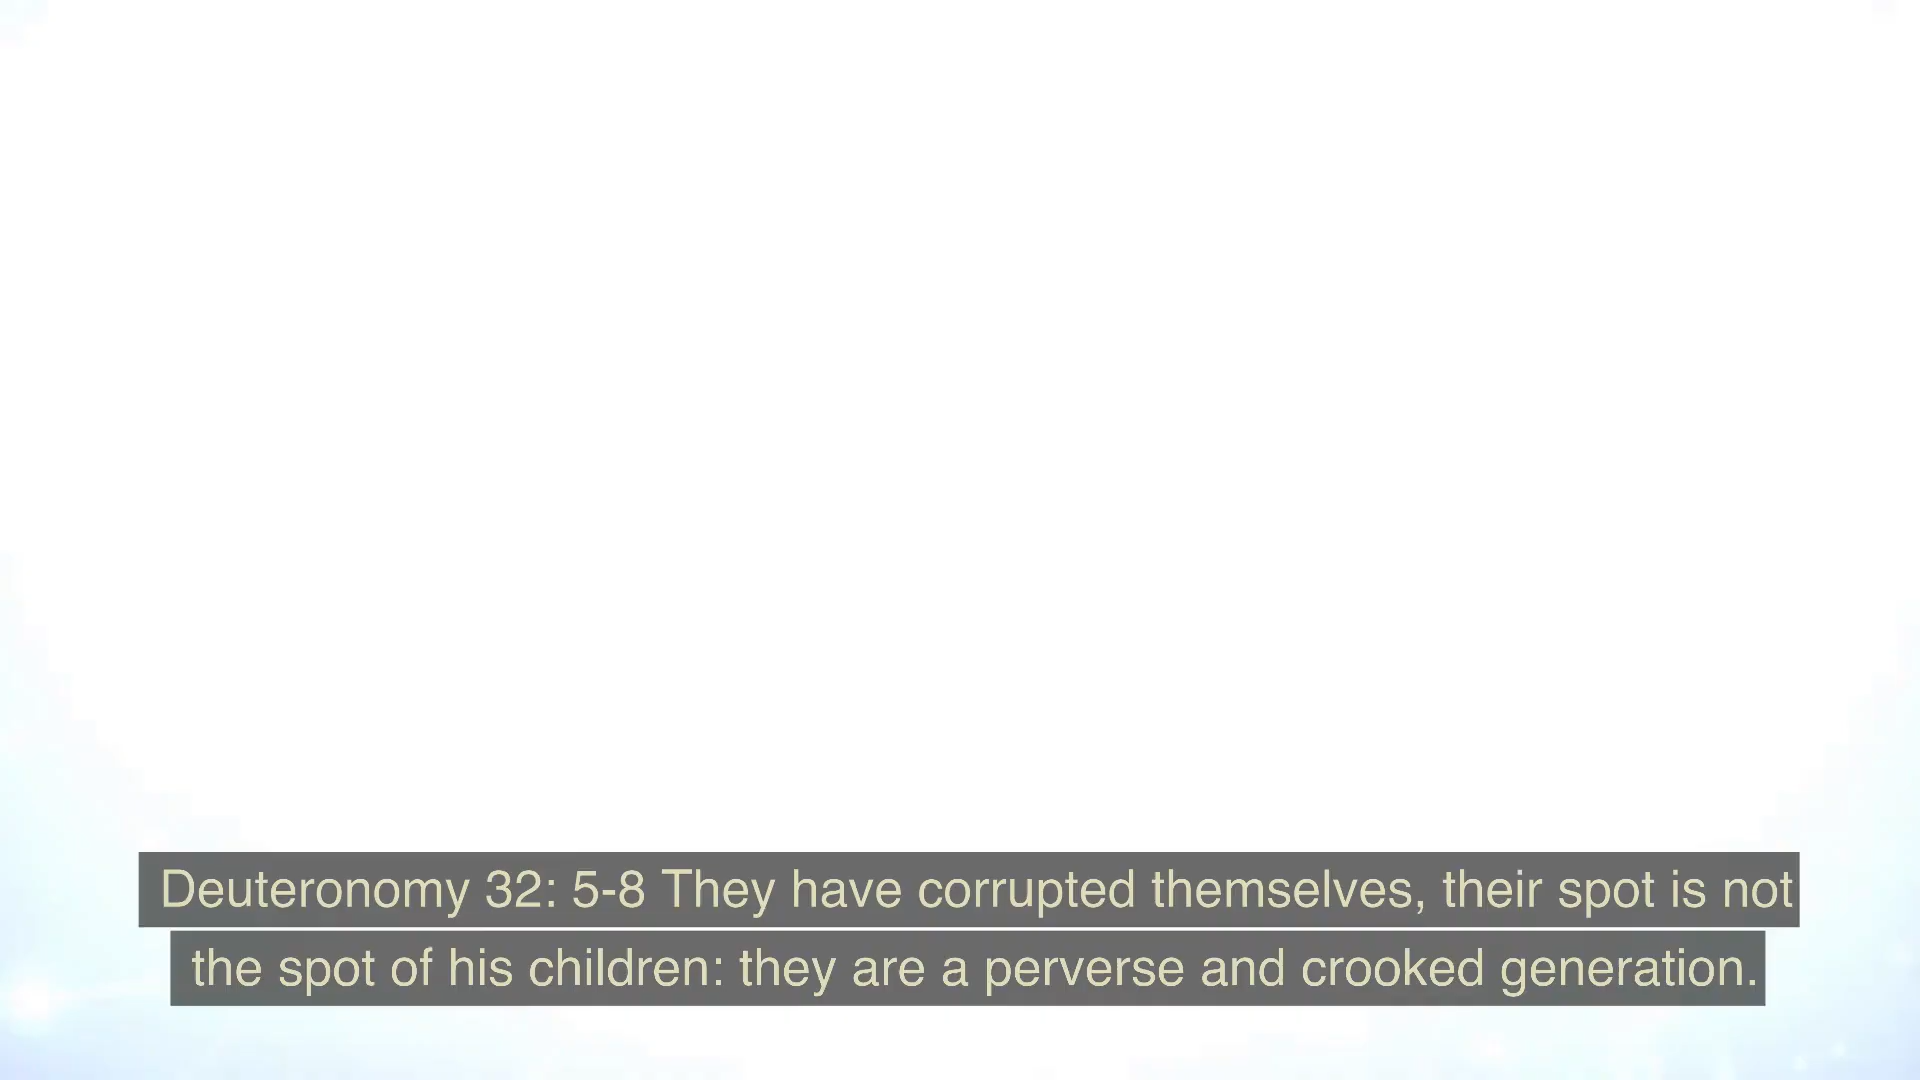 Deuteronomy 32: 5-8 They have corrupted themselves, their spot is not
the spot of his children: they are a perverse and crooked generation.